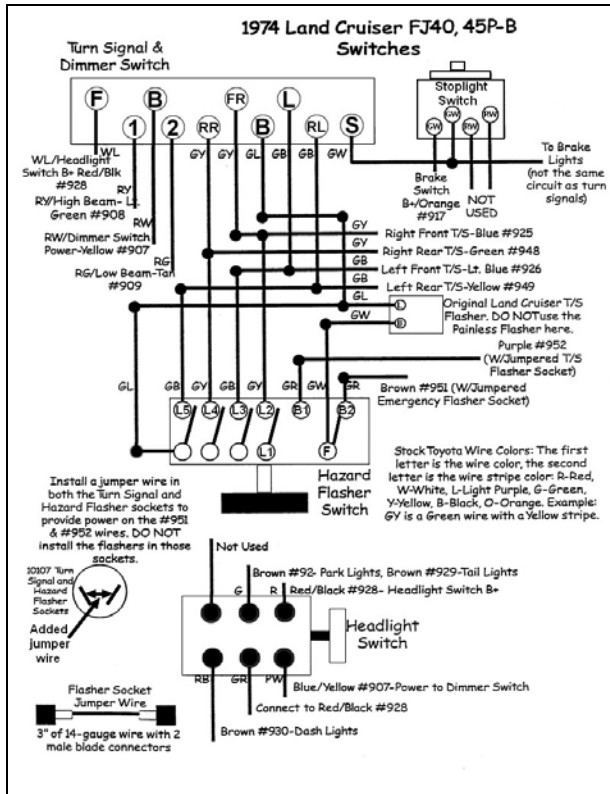 1974 Land Cruiser FJ40, 45P-B
Switches
Turn Signal &
Dimmer Switch
F
B
FR
L
1
2
RR
B
RL
S
WL
GY
GY
GL
GB
GB
GW
WL/Headlight
Switch B+ Red/Blk
#928
RY
RY/High Beam- Lt.
Green #908
RW
RW/Dimmer Switch
Power-Yellow #907
RG
RG/Low Beam-Tan
#909
Stoplight
Switch
GW
GW
RW
RW
Brake
Switch
B+/Orange
#917
NOT
USED
To Brake
Lights
(not the same
circuit as turn
signals)
GY
Right Front T/S-Blue #925
GY
Right Rear T/S-Green #948
GB
Left Front T/S-Lt. Blue #926
GB
Left Rear T/S-Yellow #949
GL
L
GW
B
Original Land Cruiser T/S
Flasher. DO NOT use the
Painless Flasher here.
Purple #952
(W/Jumpered T/S
Flasher Socket)
Brown #951 (W/Jumpered
Emergency Flasher Socket)
GL
GB
GY
GB
GY
GR
GW
GR
L5
L4
L3
L2
B1
B2
L1
F
Hazard
Flasher
Switch
Stock Toyota Wire Colors: The first
letter is the wire color, the second
letter is the wire stripe color: R-Red,
W-White, L-Light Purple, G-Green,
Y-Yellow, B-Black, O-Orange. Example:
GY is a Green wire with a Yellow stripe.
Install a jumper wire in
both the Turn Signal and
Hazard Flasher sockets to
provide power on the #951
& #952 wires. DO NOT
install the flashers in those
sockets.
10107 Turn
Signal and
Hazard
Flasher
Sockets
Added
jumper
wire
Flasher Socket
Jumper Wire
3" of 14-gauge wire with 2
male blade connectors
Not Used
Brown #92- Park Lights, Brown #929-Tail Lights
G
R
Red/Black #928- Headlight Switch B+
Headlight
Switch
RB
GR
PW
Blue/Yellow #907-Power to Dimmer Switch
Connect to Red/Black #928
Brown #930-Dash Lights